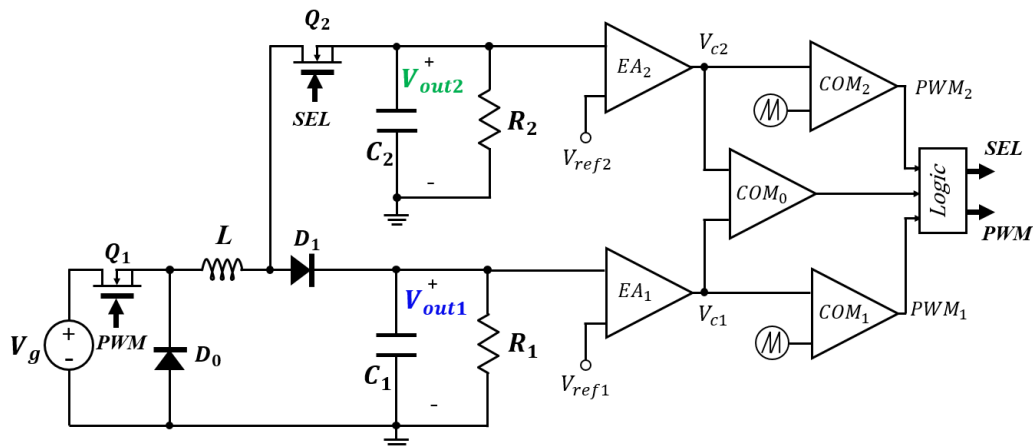 Q2
Vc2
Vout2
+
-
EA2
COM2
PWM2
SEL
R2
C2
Vref2
SEL
COM0
Logic
PWM
L
D1
Q1
Vout1
+
-
EA1
Vc1
COM1
PWM1
PWM
Vg
+
-
D0
R1
C1
Vref1